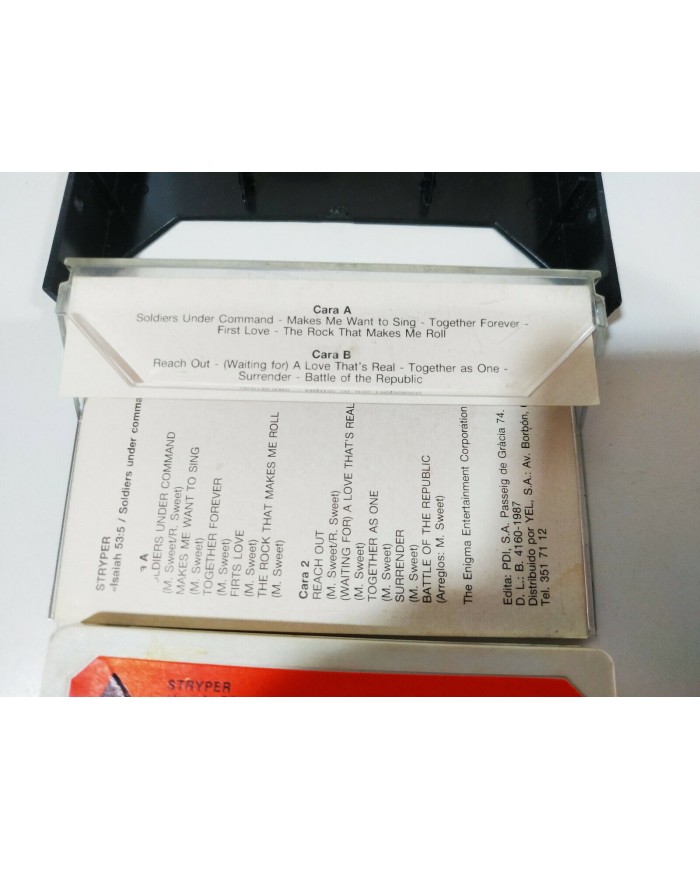 Cara A
Soldiers Under Command - Makes Me Want to Sing - Together Forever -
First Love - The Rock That Makes Me Roll
Cara B
Reach Out - (Waiting for) A Love That's Real - Together as One -
Surrender - Battle of the Republic
STRYPER
«Isaiah 53:5 / Soldiers under comma
A
OLDIERS UNDER COMMAND
(M. Sweet/R. Sweet)
MAKES ME WANT TO SING
(M. Sweet)
TOGETHER FOREVER
(M. Sweet)
FIRTS LOVE
(M. Sweet)
THE ROCK THAT MAKES ME ROLL
(M. Sweet)
Cara 2
REACH OUT
(M. Sweet/R. Sweet)
(WAITING FOR) A LOVE THAT'S REAL
(M. Sweet)
TOGETHER AS ONE
(M. Sweet)
SURRENDER
(M. Sweet)
BATTLE OF THE REPUBLIC
(Arreglos: M. Sweet)
The Enigma Entertainment Corporation
Edita: PDI, S.A. Passeig de Gràcia 74.
D. L.: B. 4160-1987
Distribuido por YEL, S.A.: Av. Borbón,
Tel. 351 71 12
STRYPER